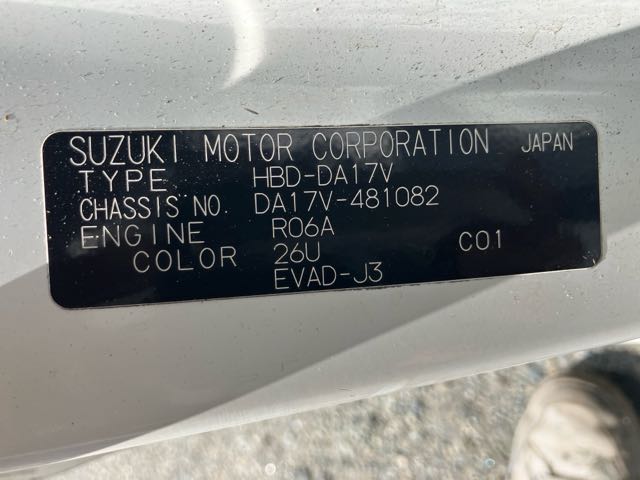 SUZUKI MOTOR CORPORATION JAPAN
TYPE HBD-DA17V
CHASSIS NO. DA17V-481082
ENGINE R06A
COLOR 26U C01
EVAD-J3